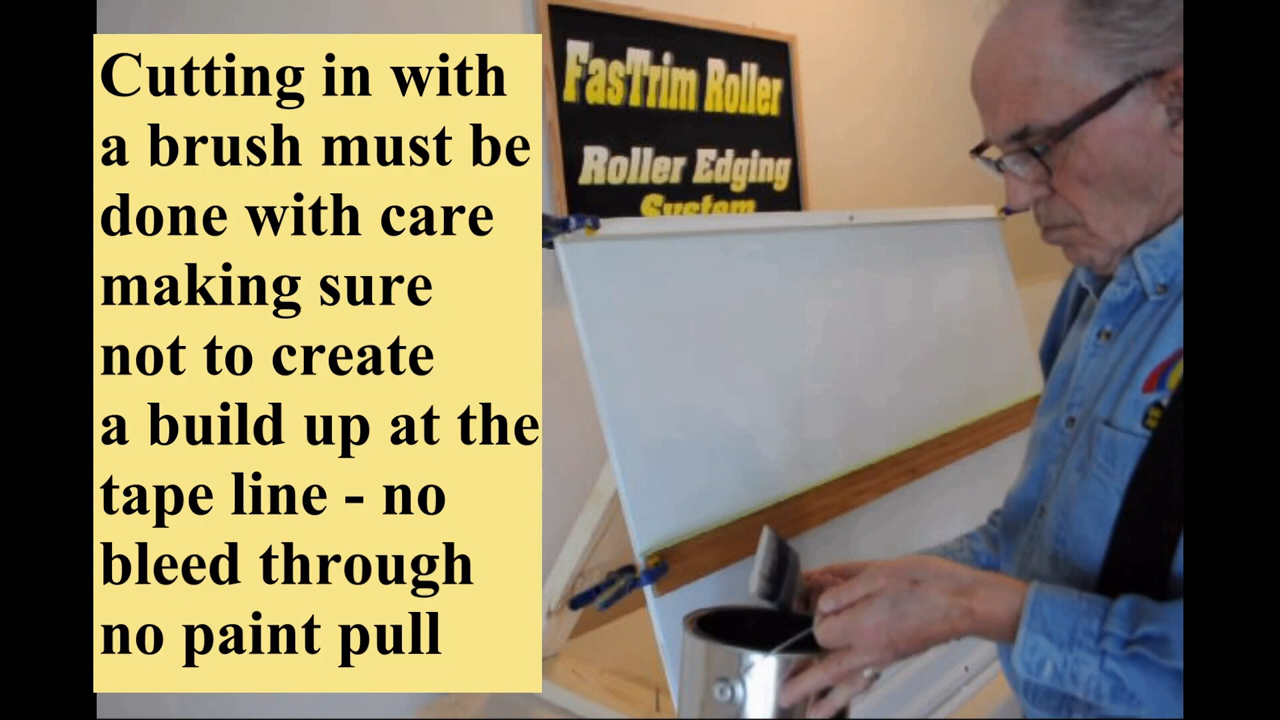 Cutting in with
a brush must be
done with care
making sure
not to create
a build up at the
tape line - no
bleed through
no paint pull
FasTrim Roller
Roller Edging
System